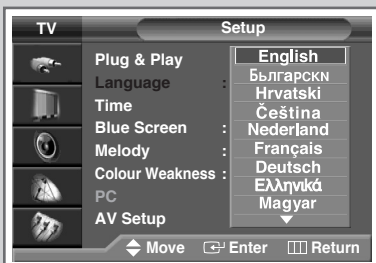 TV
Setup
Plug & Play
Language :
Time
Blue Screen :
Melody :
Colour Weakness :
PC
AV Setup
English
Бългapckи
Hrvatski
Čeština
Nederland
Français
Deutsch
Ελληνικά
Magyar
Move Enter Return